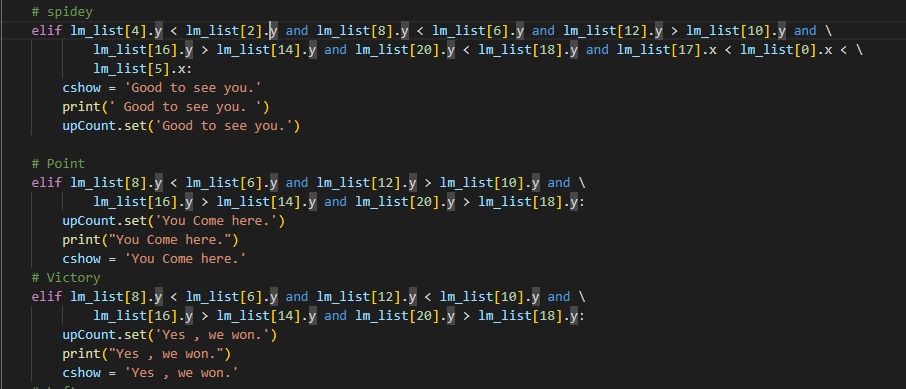 # spidey
elif lm_list[4].y < lm_list[2].y and lm_list[8].y < lm_list[6].y and lm_list[12].y > lm_list[10].y and \
lm_list[16].y > lm_list[14].y and lm_list[20].y < lm_list[18].y and lm_list[17].x < lm_list[0].x < \
lm_list[5].x:
cshow = 'Good to see you.'
print(' Good to see you. ')
upCount.set('Good to see you.')
# Point
elif lm_list[8].y < lm_list[6].y and lm_list[12].y > lm_list[10].y and \
lm_list[16].y > lm_list[14].y and lm_list[20].y > lm_list[18].y:
upCount.set('You Come here.')
print("You Come here.")
cshow = 'You Come here.'
# Victory
elif lm_list[8].y < lm_list[6].y and lm_list[12].y < lm_list[10].y and \
lm_list[16].y > lm_list[14].y and lm_list[20].y > lm_list[18].y:
upCount.set('Yes , we won.')
print("Yes , we won.")
cshow = 'Yes , we won.'